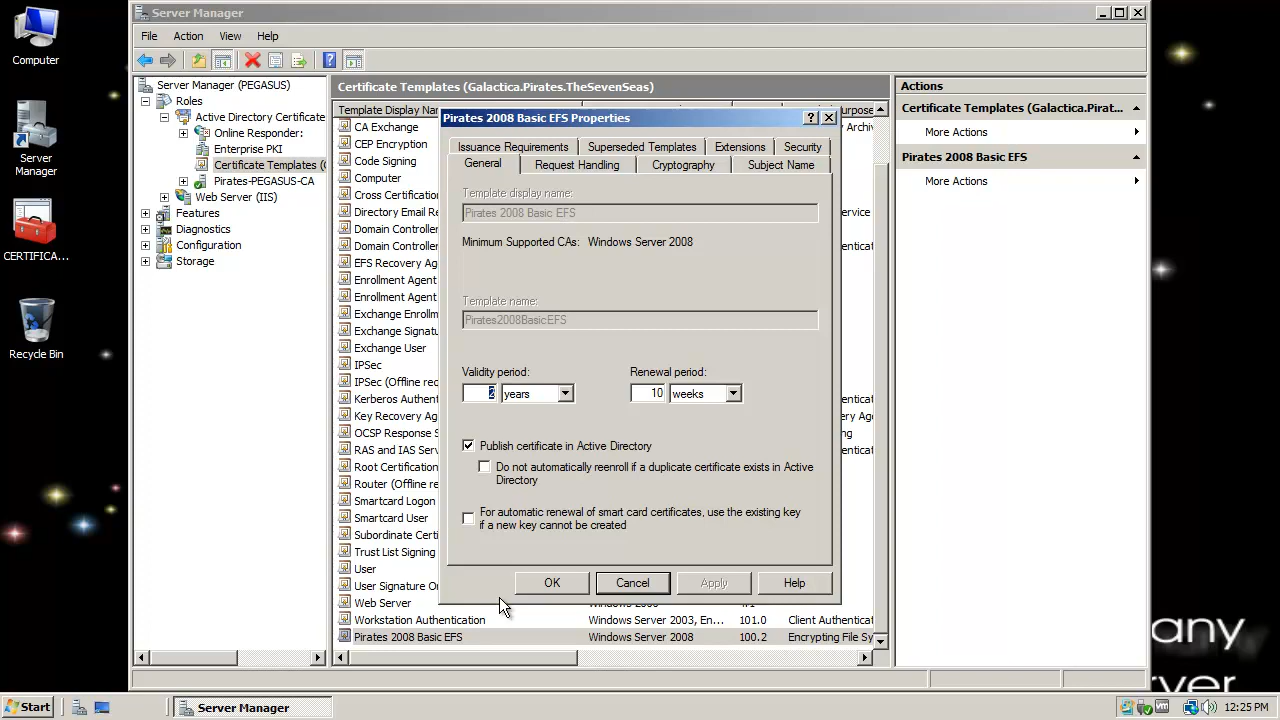 Computer
Server
Manager
CERTIFICA...
Recycle Bin
Server Manager
File Action View Help
Server Manager (PEGASUS)
Roles
Active Directory Certificate
Online Responder:
Enterprise PKI
Certificate Templates (
Pirates-PEGASUS-CA
Web Server (IIS)
Features
Diagnostics
Configuration
Storage
Certificate Templates (Galactica.Pirates.TheSevenSeas)
Template Display Na
CA Exchange
CEP Encryption
Code Signing
Computer
Cross Certification
Directory Email Re
Domain Controller
Domain Controller
EFS Recovery Ag
Enrollment Agent
Enrollment Agent
Exchange Enrollm
Exchange Signatu
Exchange User
IPSec
IPSec (Offline req
Kerberos Authent
Key Recovery Age
OCSP Response S
RAS and IAS Serv
Root Certification
Router (Offline re
Smartcard Logon
Smartcard User
Subordinate Certi
Trust List Signing
User
User Signature On
Web Server
Workstation Authentication Windows Server 2003, En... 101.0 Client Authenticat
Pirates 2008 Basic EFS Windows Server 2008 100.2 Encrypting File Sy
Pirates 2008 Basic EFS Properties
Issuance Requirements Superseded Templates Extensions Security
General Request Handling Cryptography Subject Name
Template display name:
Pirates 2008 Basic EFS
Minimum Supported CAs: Windows Server 2008
Template name:
Pirates2008BasicEFS
Validity period: Renewal period:
2 years 10 weeks
Publish certificate in Active Directory
Do not automatically reenroll if a duplicate certificate exists in Active
Directory
For automatic renewal of smart card certificates, use the existing key
if a new key cannot be created
OK Cancel Apply Help
Actions
Certificate Templates (Galactica.Pirat...
More Actions
Pirates 2008 Basic EFS
More Actions
any
rver
Start
Server Manager
12:25 PM